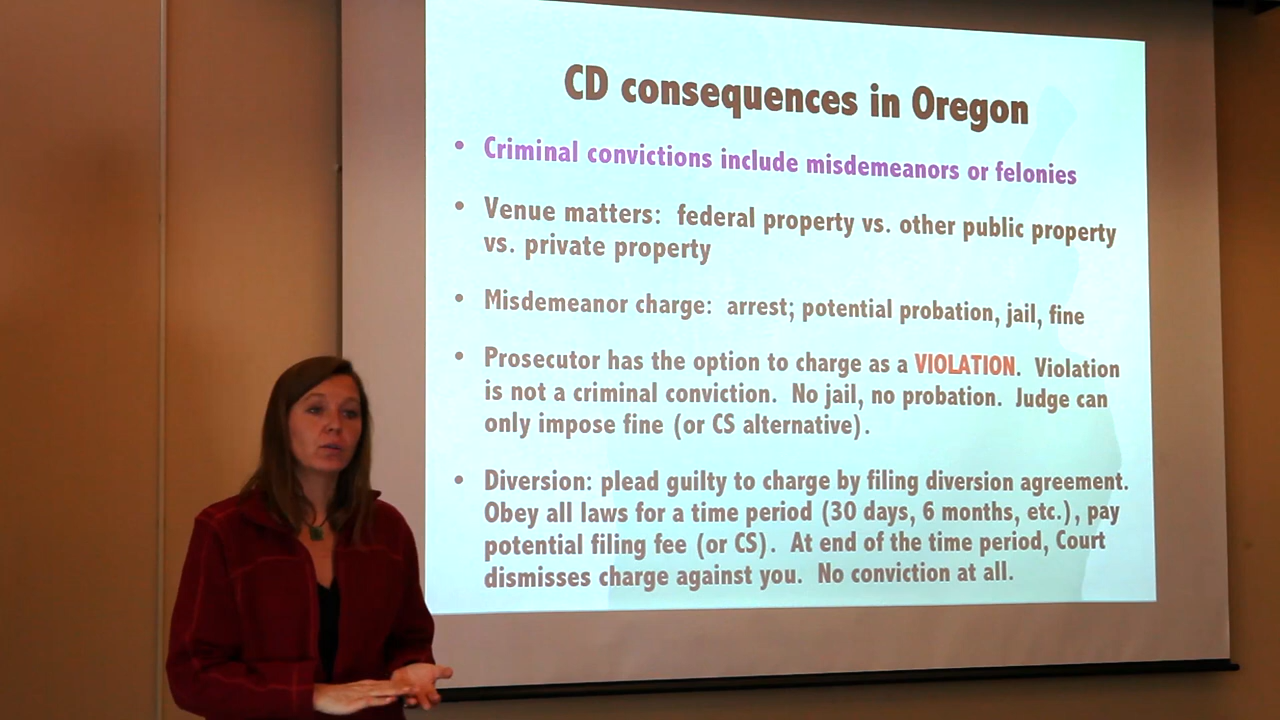 CD consequences in Oregon
• Criminal convictions include misdemeanors or felonies
• Venue matters: federal property vs. other public property
vs. private property
• Misdemeanor charge: arrest; potential probation, jail, fine
• Prosecutor has the option to charge as a VIOLATION. Violation
is not a criminal conviction. No jail, no probation. Judge can
only impose fine (or CS alternative).
• Diversion: plead guilty to charge by filing diversion agreement.
Obey all laws for a time period (30 days, 6 months, etc.), pay
potential filing fee (or CS). At end of the time period, Court
dismisses charge against you. No conviction at all.